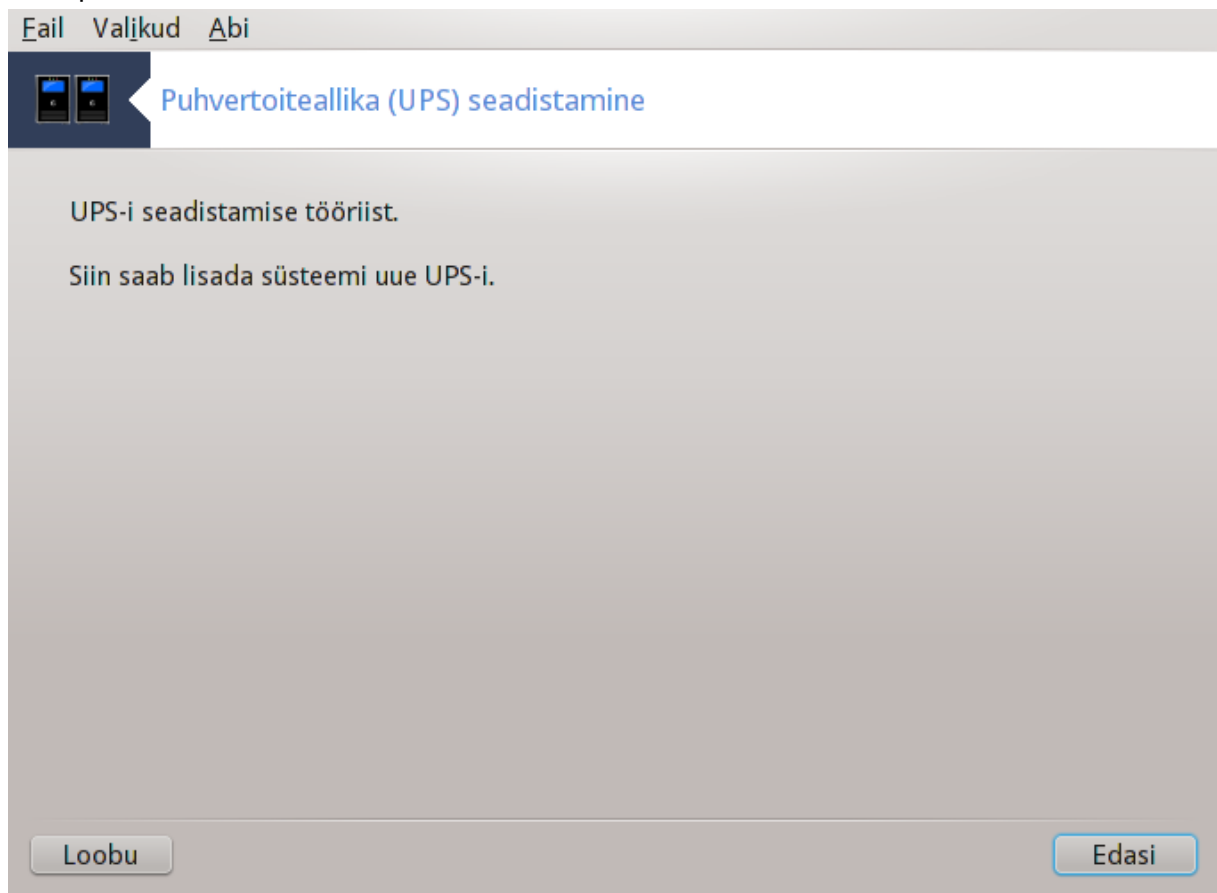 Fail Valikud Abi
Puhvertoiteallika (UPS) seadistamine
UPS-i seadistamise tööriist.
Siin saab lisada süsteemi uue UPS-i.
Loobu Edasi